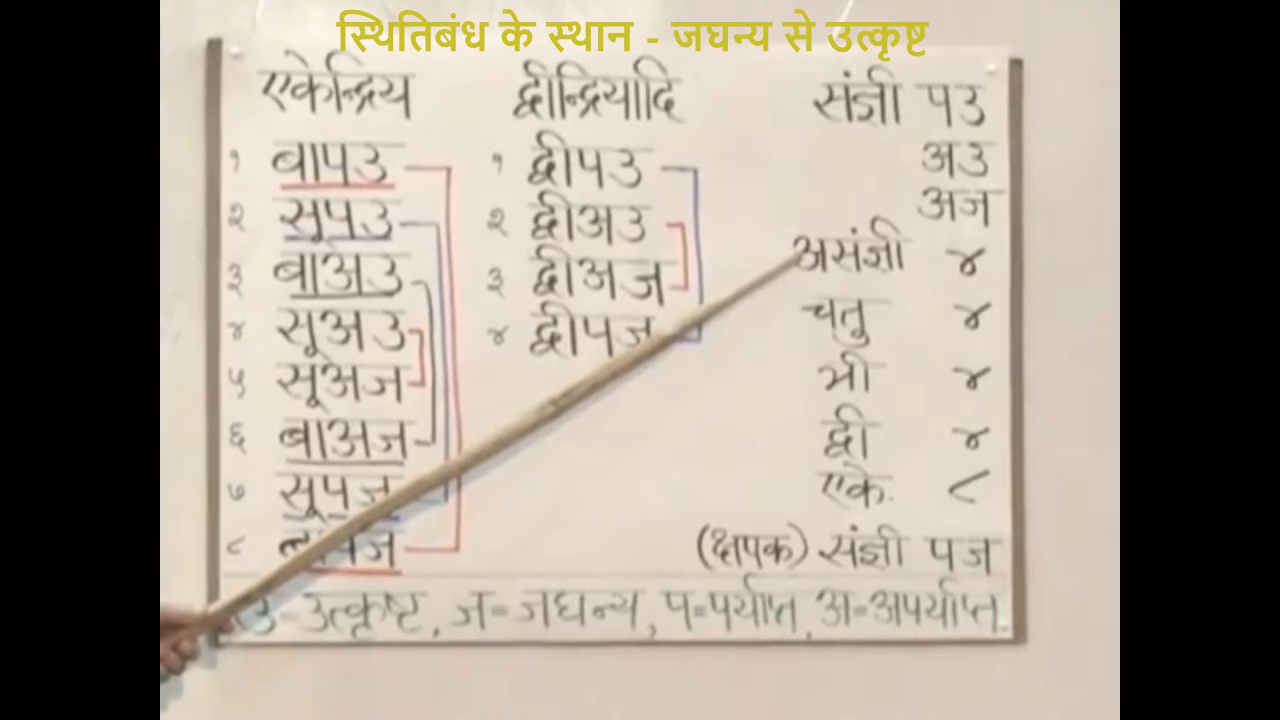 स्थितिबंध के स्थान - जघन्य से उत्कृष्ट
एकेन्द्रिय
१ बापउ
२ सूपउ
३ बाअउ
४ सूअउ
५ सूअज
६ बाअज
७ सूपज
८ पज
द्वीन्द्रियादि
१ द्वीपउ
२ द्वीअउ
३ द्वीअज
४ द्वीपज
संज्ञी पउ
अउ
अज
असंज्ञी ४
चतु ४
त्री ४
द्वी ४
एके. ८
(क्षपक) संज्ञी पज
उ=उत्कृष्ट, ज=जघन्य, प=पर्याप्त, अ=अपर्याप्त.